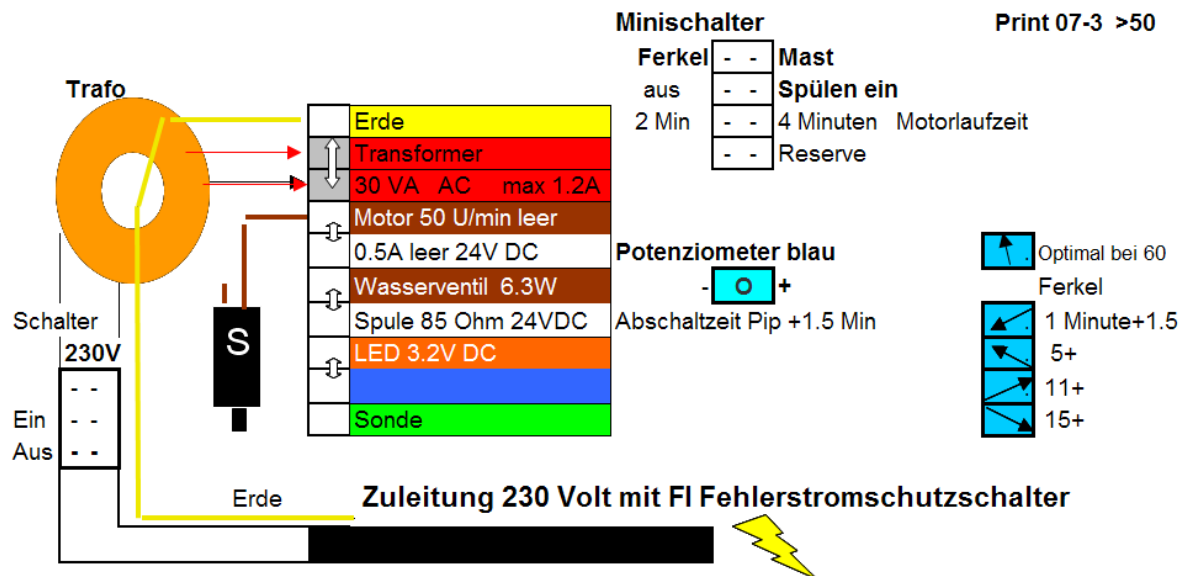 Minischalter
Print 07-3 >50
Ferkel - - Mast
aus - - Spülen ein
2 Min - - 4 Minuten Motorlaufzeit
- - Reserve
Trafo
Erde
Transformer
30 VA AC max 1.2A
Motor 50 U/min leer
0.5A leer 24V DC
Wasserventil 6.3W
Spule 85 Ohm 24VDC
LED 3.2V DC
Sonde
Potenziometer blau
- O +
Abschaltzeit Pip +1.5 Min
Optimal bei 60
Ferkel
1 Minute+1.5
5+
11+
15+
Schalter
230V
- -
Ein - -
Aus - -
S
Erde
Zuleitung 230 Volt mit FI Fehlerstromschutzschalter